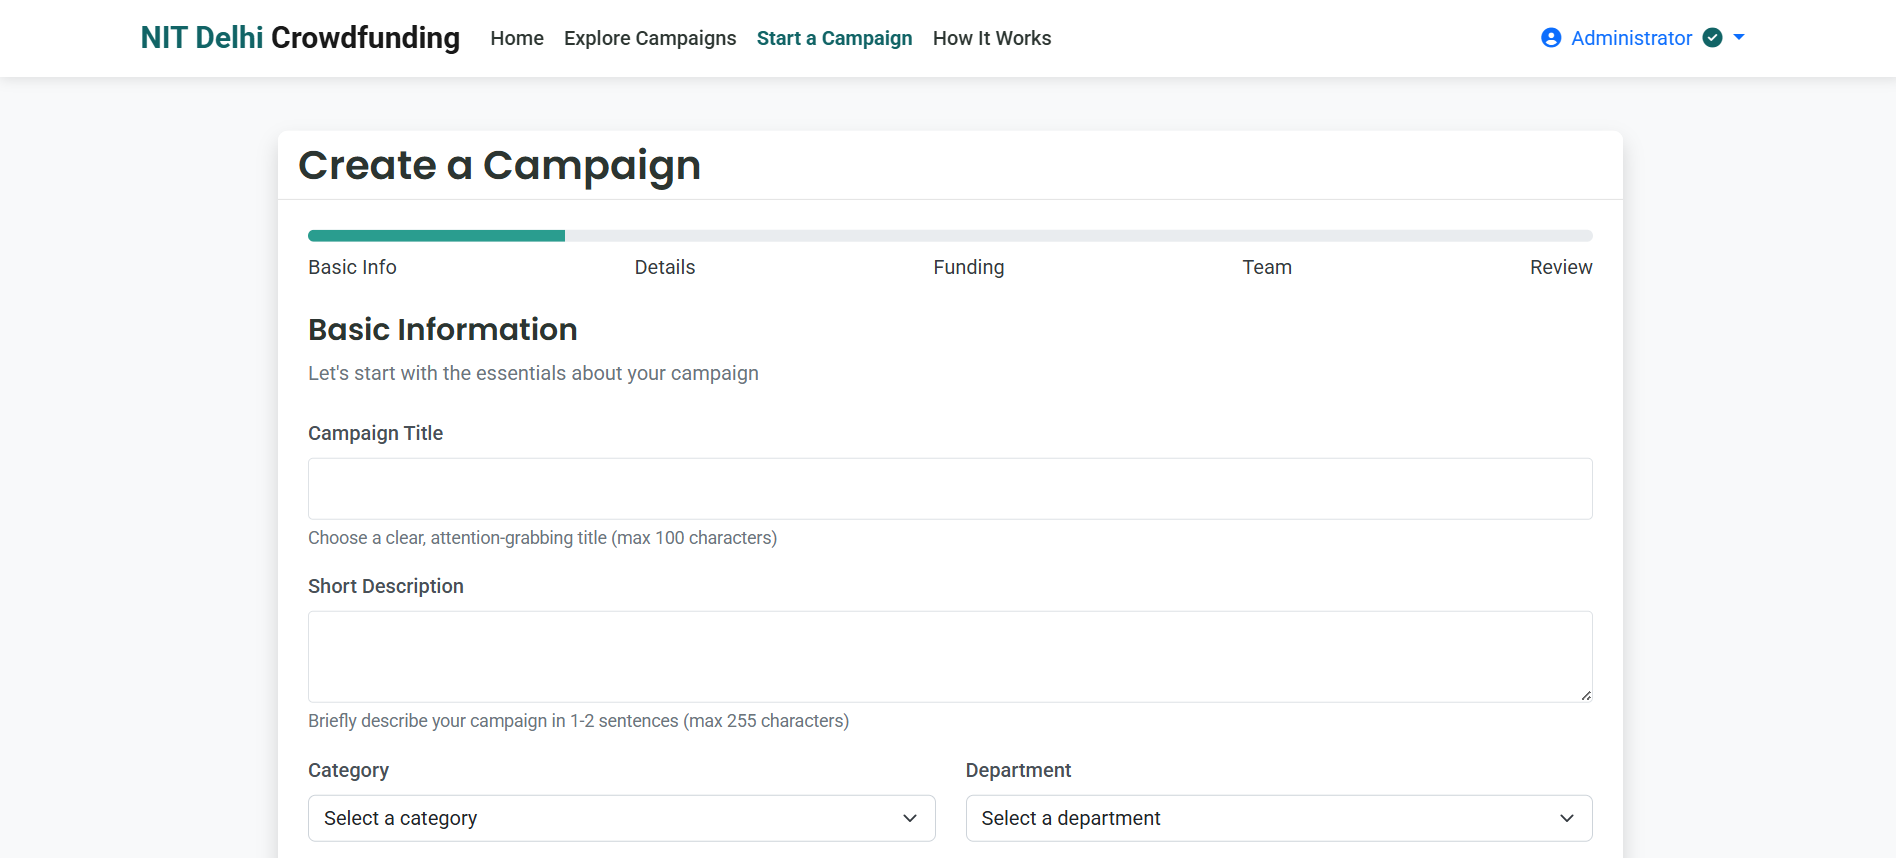 NIT Delhi Crowdfunding Home Explore Campaigns Start a Campaign How It Works Administrator
Create a Campaign
Basic Info Details Funding Team Review
Basic Information
Let's start with the essentials about your campaign
Campaign Title
Choose a clear, attention-grabbing title (max 100 characters)
Short Description
Briefly describe your campaign in 1-2 sentences (max 255 characters)
Category Department
Select a category Select a department